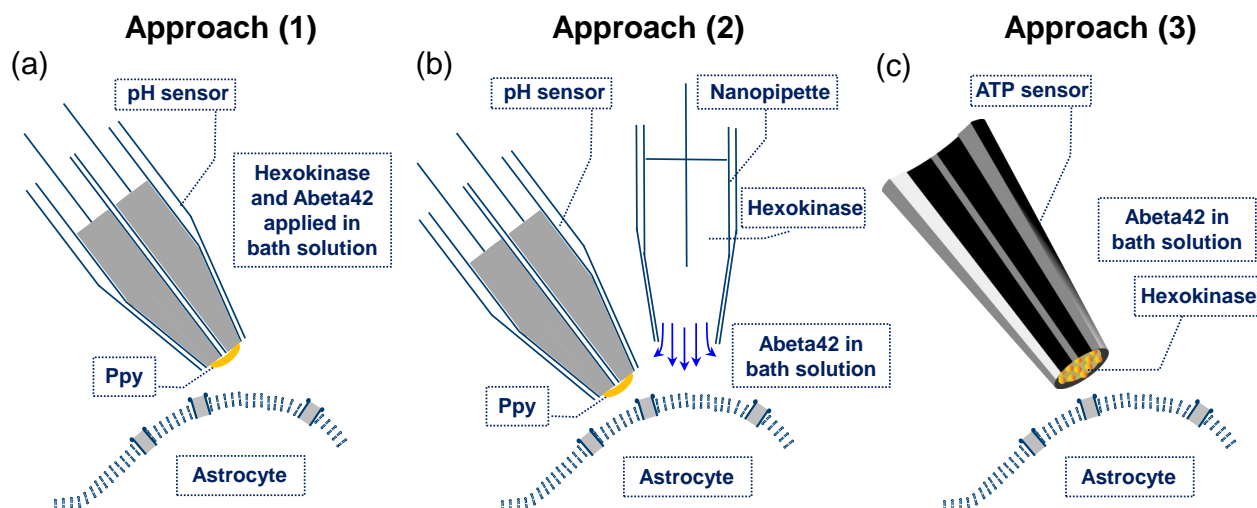 Approach (1)
Approach (2)
Approach (3)
(a)
pH sensor
Hexokinase
and Abeta42
applied in
bath solution
Ppy
Astrocyte
(b)
pH sensor
Nanopipette
Hexokinase
Abeta42 in
bath solution
Ppy
Astrocyte
(c)
ATP sensor
Abeta42 in
bath solution
Hexokinase
Astrocyte